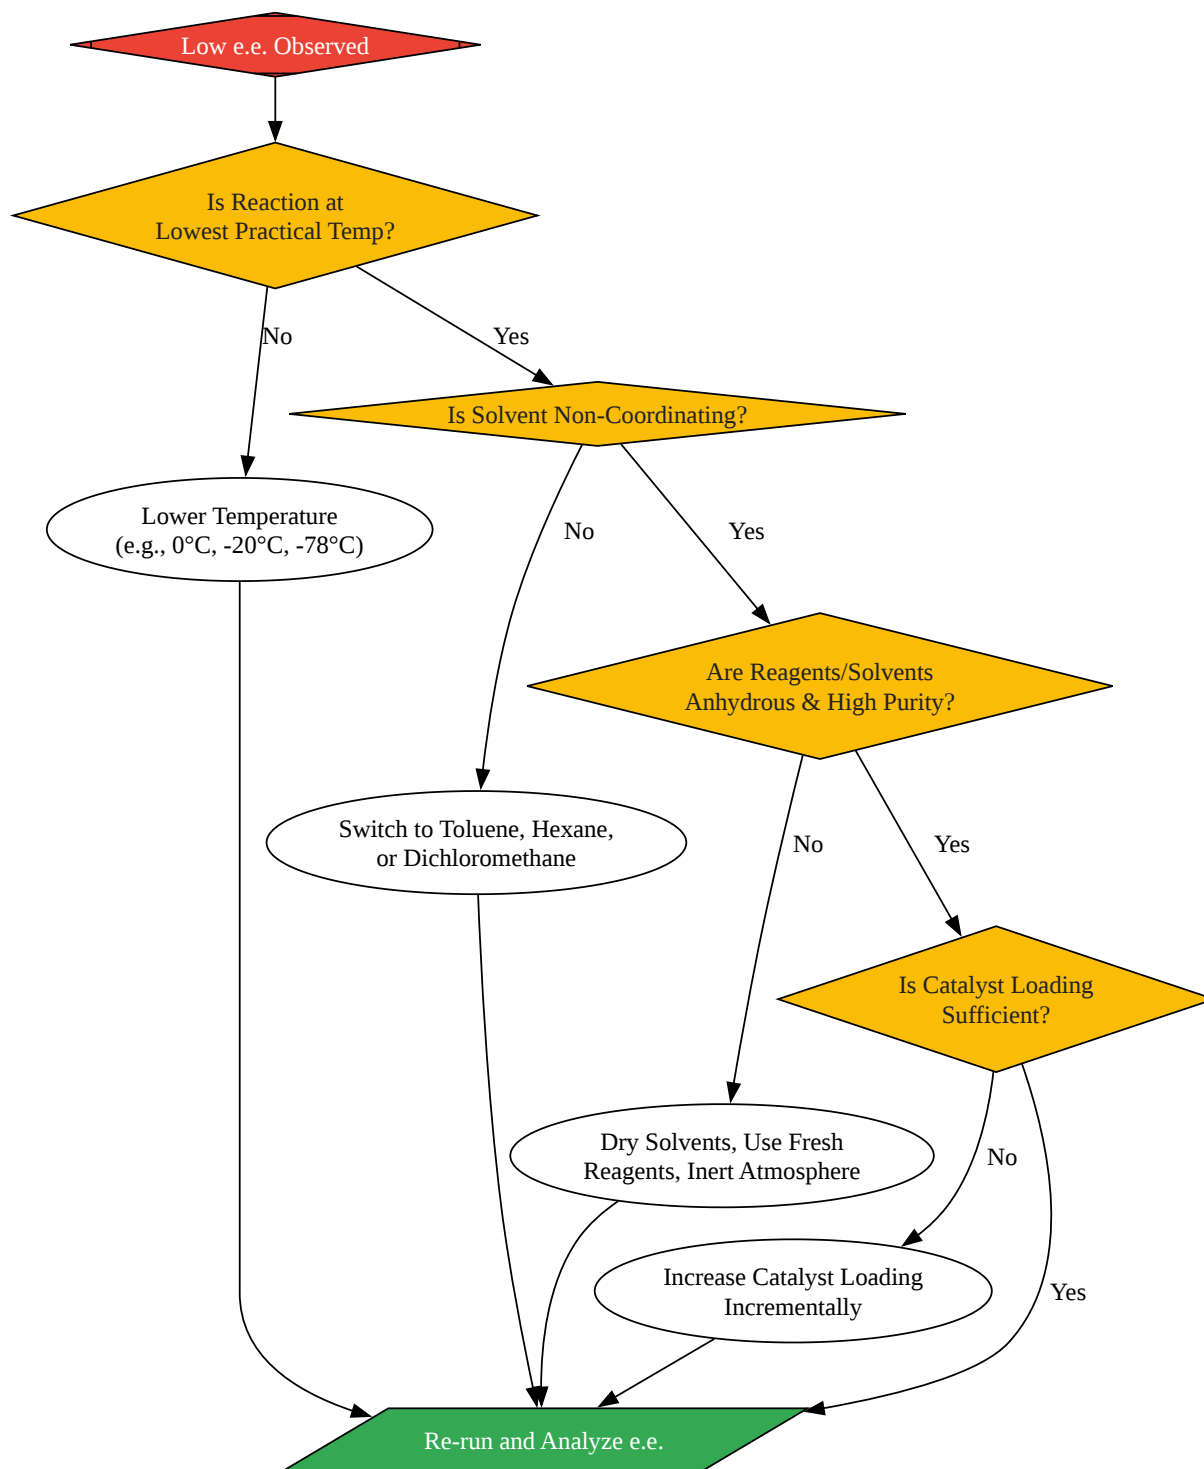 Low e.e. Observed
Is Reaction at
Lowest Practical Temp?
No
Yes
Is Solvent Non-Coordinating?
Lower Temperature
(e.g., 0°C, -20°C, -78°C)
No
Yes
Are Reagents/Solvents
Anhydrous & High Purity?
Switch to Toluene, Hexane,
or Dichloromethane
No
Yes
Is Catalyst Loading
Sufficient?
Dry Solvents, Use Fresh
Reagents, Inert Atmosphere
No
Increase Catalyst Loading
Incrementally
Yes
Re-run and Analyze e.e.